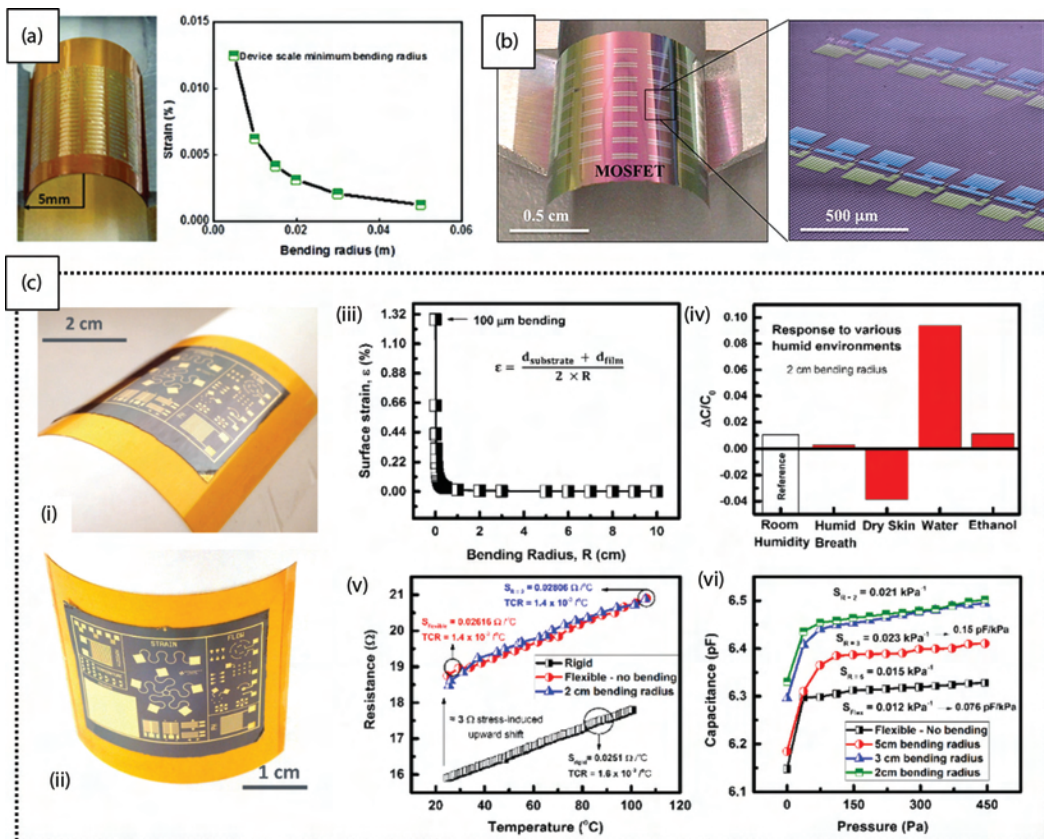 (a)
5mm
0.015
0.010
0.005
0.000
Strain (%)
Device scale minimum bending radius
0.00
0.02
0.04
0.06
Bending radius (m)
(b)
MOSFET
0.5 cm
500 μm
(c)
2 cm
(i)
STRAIN
FLOW
1 cm
(ii)
(iii)
1.32
1.10
0.88
0.66
0.44
0.22
0.00
Surface strain, ε (%)
100 μm bending
ε = (d_substrate + d_film) / (2 × R)
0
1
2
3
4
5
6
7
8
9
10
Bending Radius, R (cm)
(iv)
0.10
0.08
0.06
0.04
0.02
0.00
-0.02
-0.04
ΔC/C₀
Response to various
humid environments
2 cm bending radius
Reference
Room
Humidity
Humid
Breath
Dry Skin
Water
Ethanol
(v)
21
20
19
18
17
16
Resistance (Ω)
S_R=2 = 0.02806 Ω/°C
TCR = 1.4 x 10⁻³ /°C
S_flexible = 0.02616 Ω/°C
TCR = 1.4 x 10⁻³ /°C
Rigid
Flexible - no bending
2 cm bending radius
≈ 3 Ω stress-induced
upward shift
S_Rigid = 0.0251 Ω/°C
TCR = 1.6 x 10⁻³ /°C
20
40
60
80
100
120
Temperature (°C)
(vi)
6.5
6.4
6.3
6.2
6.1
Capacitance (pF)
S_R=2 = 0.021 kPa⁻¹
S_R=3 = 0.023 kPa⁻¹ → 0.15 pF/kPa
S_R=5 = 0.015 kPa⁻¹
S_Flex = 0.012 kPa⁻¹ → 0.076 pF/kPa
Flexible - No bending
5cm bending radius
3 cm bending radius
2cm bending radius
0
150
300
450
Pressure (Pa)